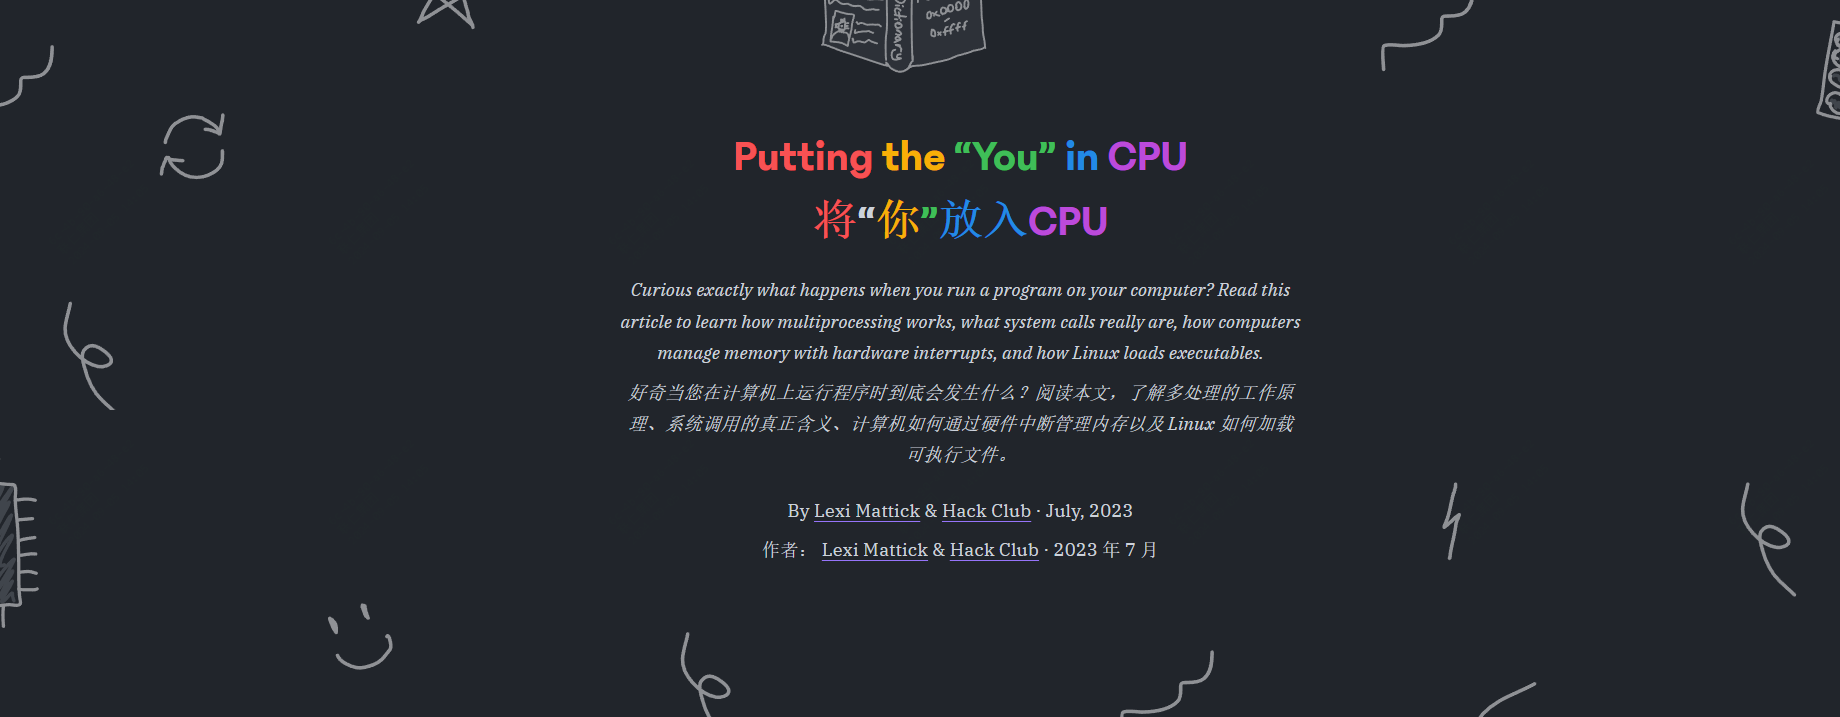 Dictionary
0x0000
0xffff
Putting the “You” in CPU
将“你”放入CPU
Curious exactly what happens when you run a program on your computer? Read this
article to learn how multiprocessing works, what system calls really are, how computers
manage memory with hardware interrupts, and how Linux loads executables.
好奇当您在计算机上运行程序时到底会发生什么？阅读本文，了解多处理的工作原
理、系统调用的真正含义、计算机如何通过硬件中断管理内存以及 Linux 如何加载
可执行文件。
By Lexi Mattick & Hack Club · July, 2023
作者： Lexi Mattick & Hack Club · 2023 年 7 月